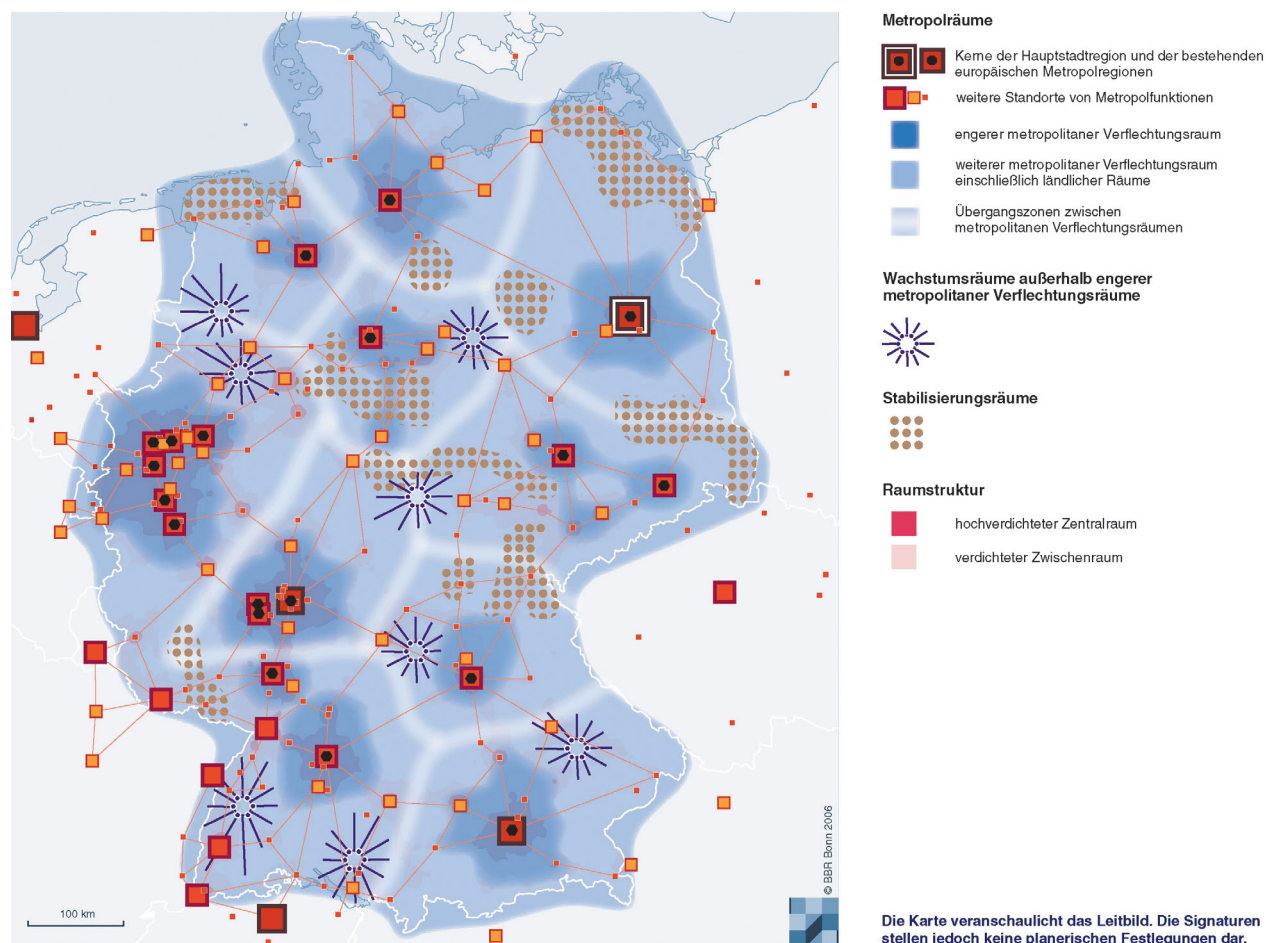 Metropolräume
Kerne der Hauptstadtregion und der bestehenden
europäischen Metropolregionen
weitere Standorte von Metropolfunktionen
engerer metropolitaner Verflechtungsraum
weiterer metropolitaner Verflechtungsraum
einschließlich ländlicher Räume
Übergangszonen zwischen
metropolitanen Verflechtungsräumen
Wachstumsräume außerhalb engerer
metropolitaner Verflechtungsräume
Stabilisierungsräume
Raumstruktur
hochverdichteter Zentralraum
verdichteter Zwischenraum
© BBR Bonn 2006
100 km
Die Karte veranschaulicht das Leitbild. Die Signaturen
stellen jedoch keine planerischen Festlegungen dar.